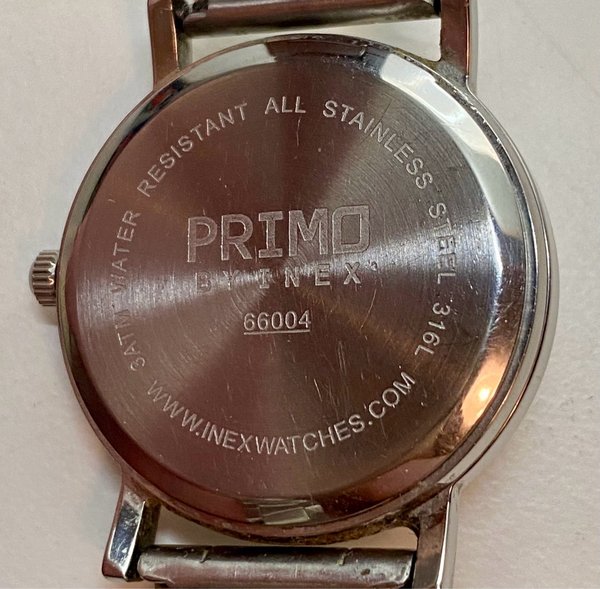 3ATM WATER RESISTANT ALL STAINLESS STEEL 316L
PRIMO
BY INEX
66004
WWW.INEXWATCHES.COM